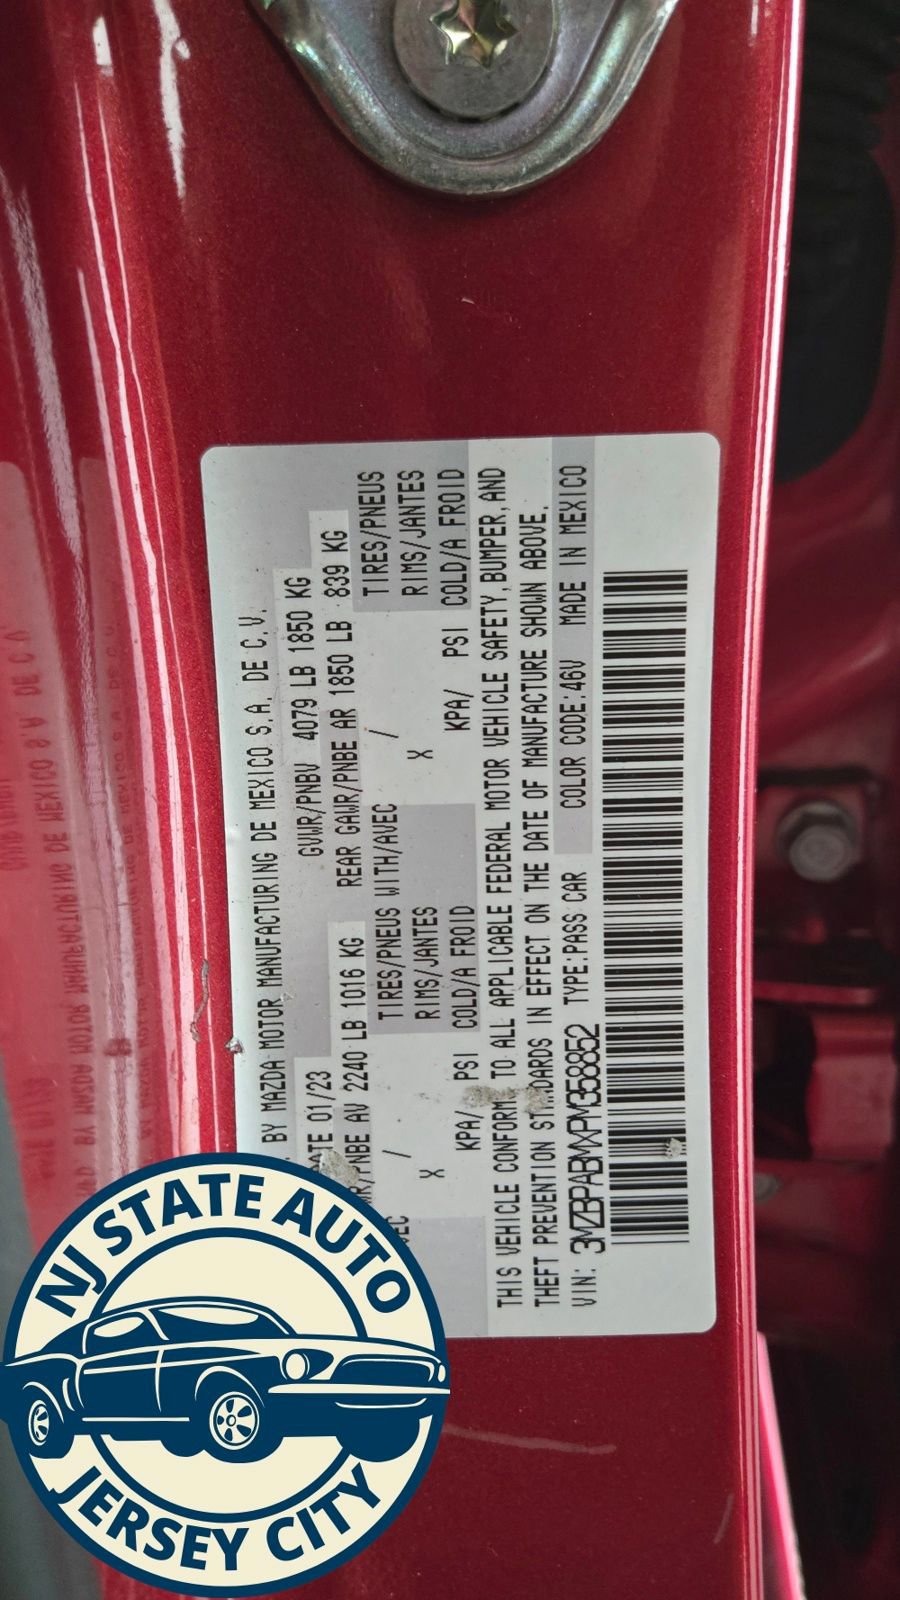 BY MAZDA MOTOR MANUFACTURING DE MEXICO S.A. DE C.V.
ATE 01/23 GVWR/PNBV 4079 LB 1850 KG
WR/PNBE AV 2240 LB 1016 KG REAR GAWR/PNBE AR 1850 LB 839 KG
VEC / TIRES/PNEUS WITH/AVEC / TIRES/PNEUS
X RIMS/JANTES X RIMS/JANTES
KPA/ PSI COLD/A FROID KPA/ PSI COLD/A FROID
THIS VEHICLE CONFORMS TO ALL APPLICABLE FEDERAL MOTOR VEHICLE SAFETY, BUMPER, AND
THEFT PREVENTION STANDARDS IN EFFECT ON THE DATE OF MANUFACTURE SHOWN ABOVE.
VIN: 3MZBPABMXPM358852 TYPE:PASS CAR COLOR CODE:46V MADE IN MEXICO
NJ STATE AUTO
JERSEY CITY